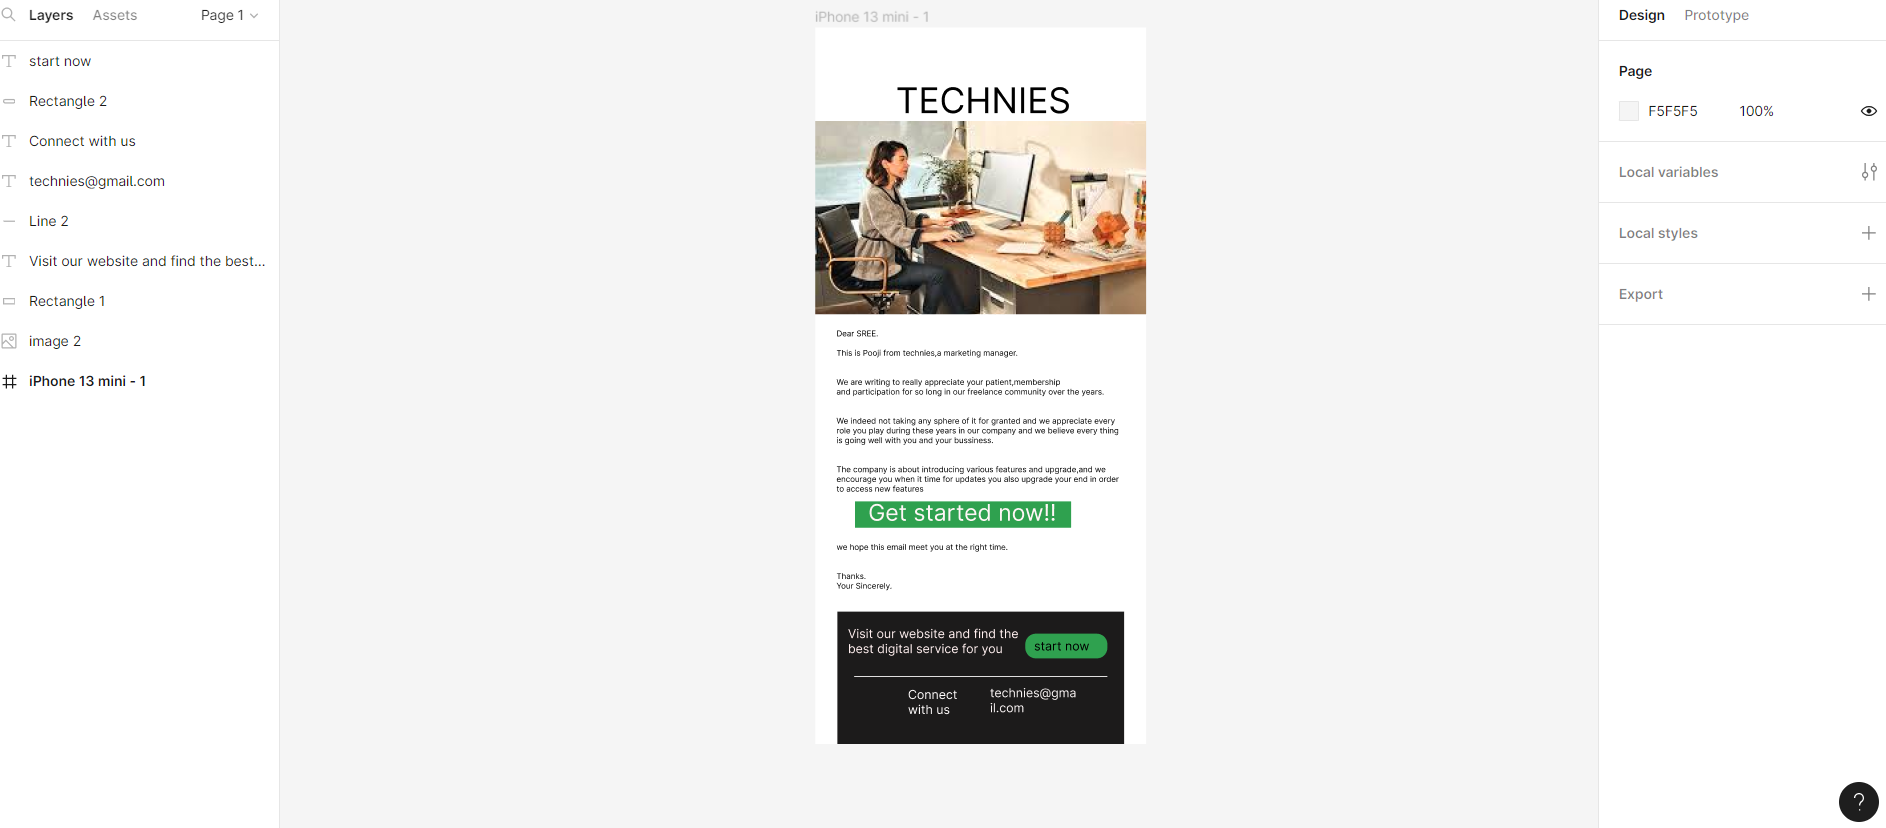 Layers Assets Page 1
start now
Rectangle 2
Connect with us
technies@gmail.com
Line 2
Visit our website and find the best...
Rectangle 1
image 2
iPhone 13 mini - 1
iPhone 13 mini - 1
TECHNIES
Dear SREE.
This is Pooji from technies,a marketing manager.
We are writing to really appreciate your patient,membership
and participation for so long in our freelance community over the years.
We indeed not taking any sphere of it for granted and we appreciate every
role you play during these years in our company and we believe every thing
is going well with you and your bussiness.
The company is about introducing various features and upgrade,and we
encourage you when it time for updates you also upgrade your end in order
to access new features
Get started now!!
we hope this email meet you at the right time.
Thanks.
Your Sincerely.
Visit our website and find the
best digital service for you
start now
Connect
with us
technies@gma
il.com
Design Prototype
Page
F5F5F5 100%
Local variables
Local styles
Export
?